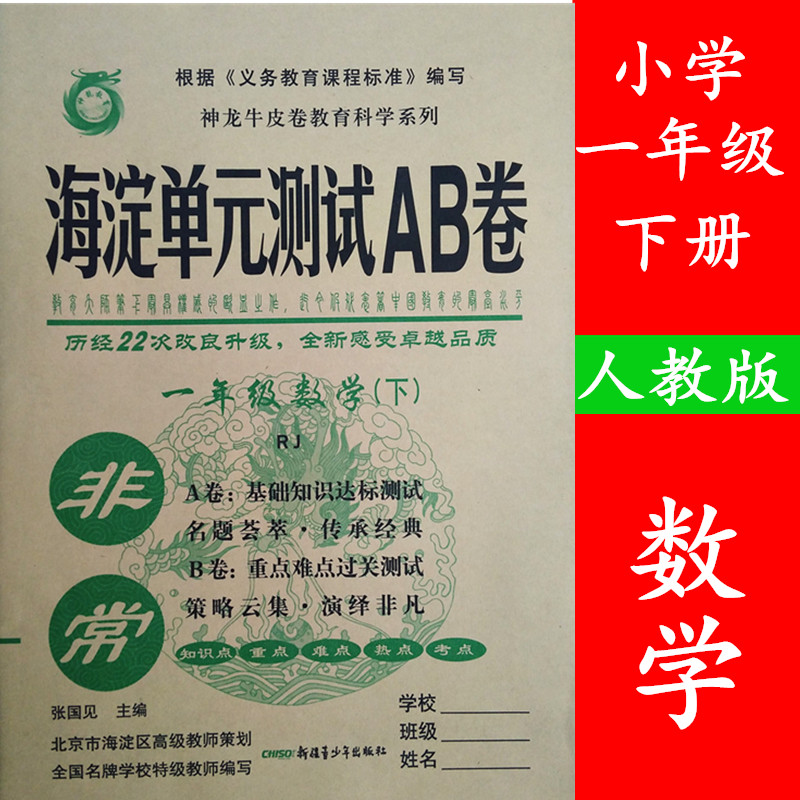 根据《义务教育课程标准》编写
神龙牛皮卷教育科学系列
海淀单元测试AB卷
历经22次改良升级，全新感受卓越品质
一年级数学(下)
RJ
非常
A卷：基础知识达标测试
名题荟萃·传承经典
B卷：重点难点过关测试
策略云集·演绎非凡
知识点 重点 难点 热点 考点
张国见 主编
北京市海淀区高级教师策划
全国名牌学校特级教师编写
CHISO 新疆青少年出版社
学校
班级
姓名
小学
一年级
下册
人教版
数学